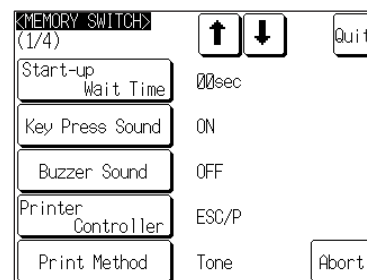 <MEMORY SWITCH>
(1/4)
Quit
Start-up
Wait Time
00sec
Key Press Sound
ON
Buzzer Sound
OFF
Printer
Controller
ESC/P
Print Method
Tone
Abort